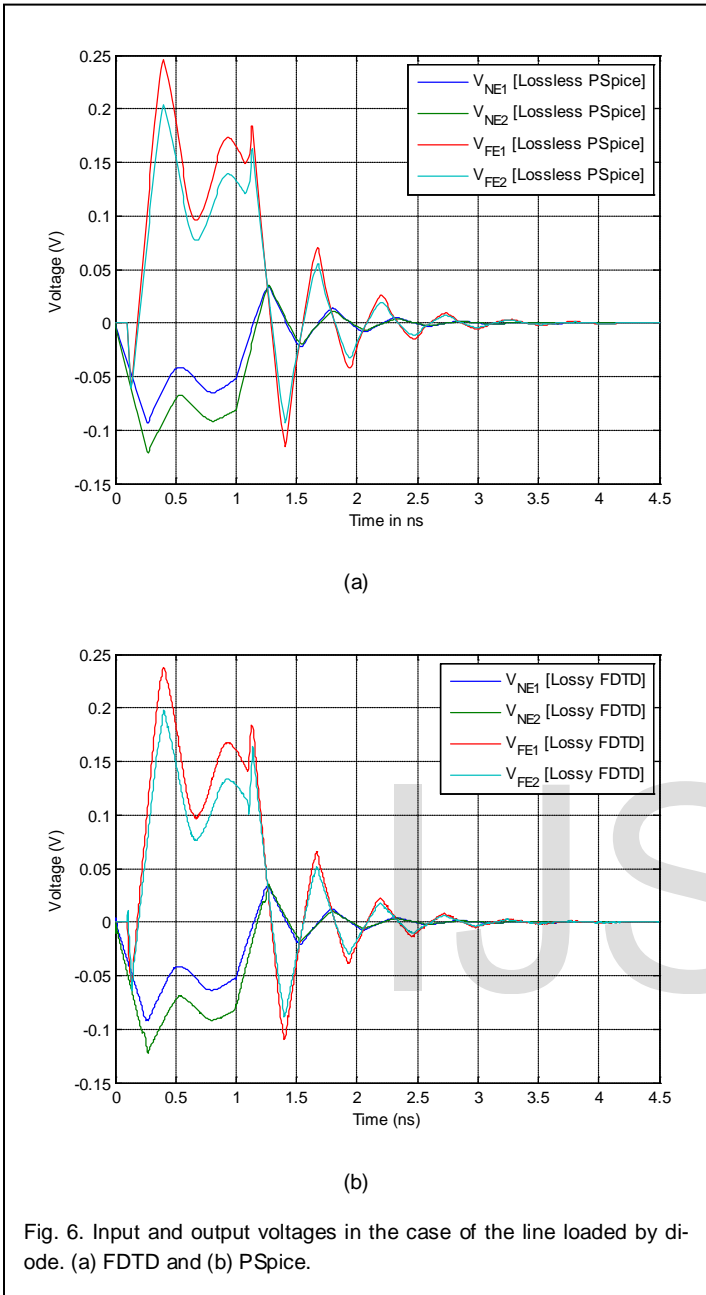 0.25
0.2
0.15
0.1
0.05
0
-0.05
-0.1
-0.15
0 0.5 1 1.5 2 2.5 3 3.5 4 4.5
Voltage (V)
Time in ns
V_NE1 [Lossless PSpice]
V_NE2 [Lossless PSpice]
V_FE1 [Lossless PSpice]
V_FE2 [Lossless PSpice]
(a)
0.25
0.2
0.15
0.1
0.05
0
-0.05
-0.1
-0.15
0 0.5 1 1.5 2 2.5 3 3.5 4 4.5
Voltage (V)
Time (ns)
V_NE1 [Lossy FDTD]
V_NE2 [Lossy FDTD]
V_FE1 [Lossy FDTD]
V_FE2 [Lossy FDTD]
IJS
(b)
Fig. 6. Input and output voltages in the case of the line loaded by di-
ode. (a) FDTD and (b) PSpice.